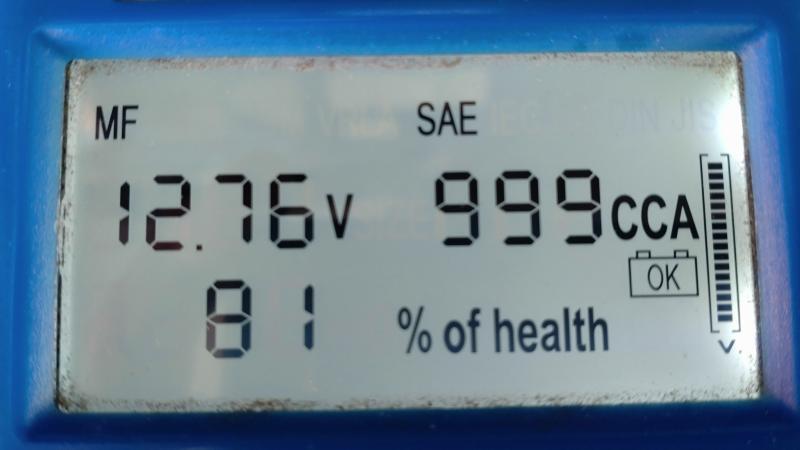 MF SAE
12.76 V 999 CCA
OK
81 % of health